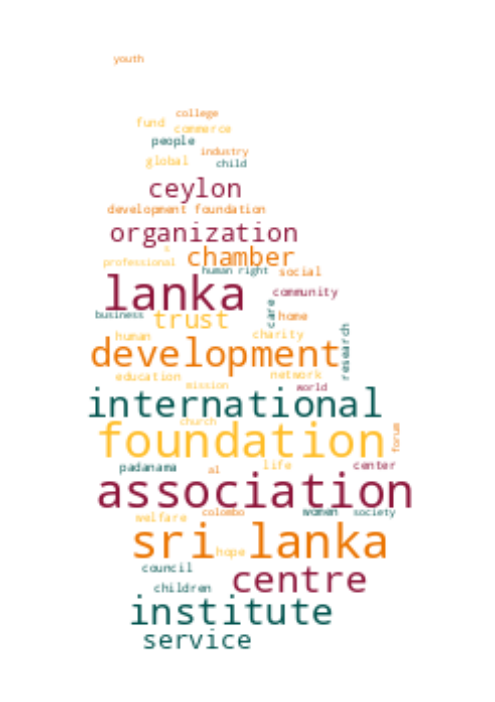 youth
college
fund commerce
people
industry
global child
ceylon
development foundation
organization
chamber
professional
human right social
lanka community
care
business trust home
human charity
research
development
education network
mission world
international
church
foundation forum
padanama al life center
association
welfare colombo women society
sri lanka
hope
council
children centre
institute
service